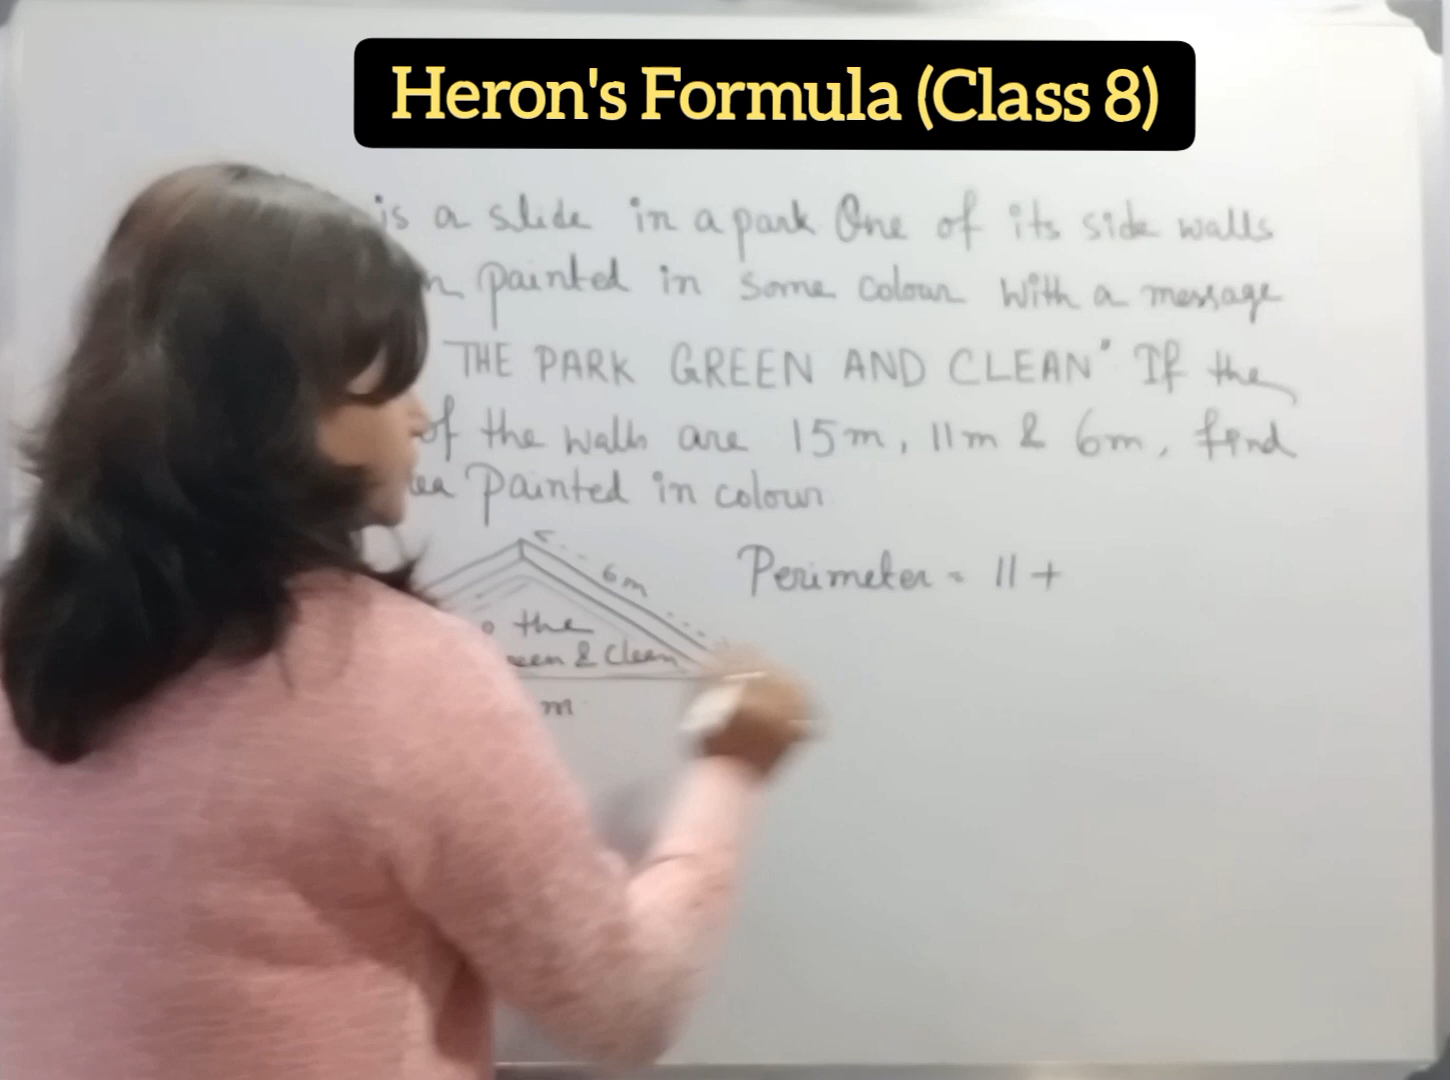 Heron's Formula (Class 8)
is a slide in a park One of its side walls
painted in some colour with a message
THE PARK GREEN AND CLEAN" If the
of the walls are 15m, 11m & 6m, find
painted in colour
6m
Perimeter = 11 +
the
& Clean
m